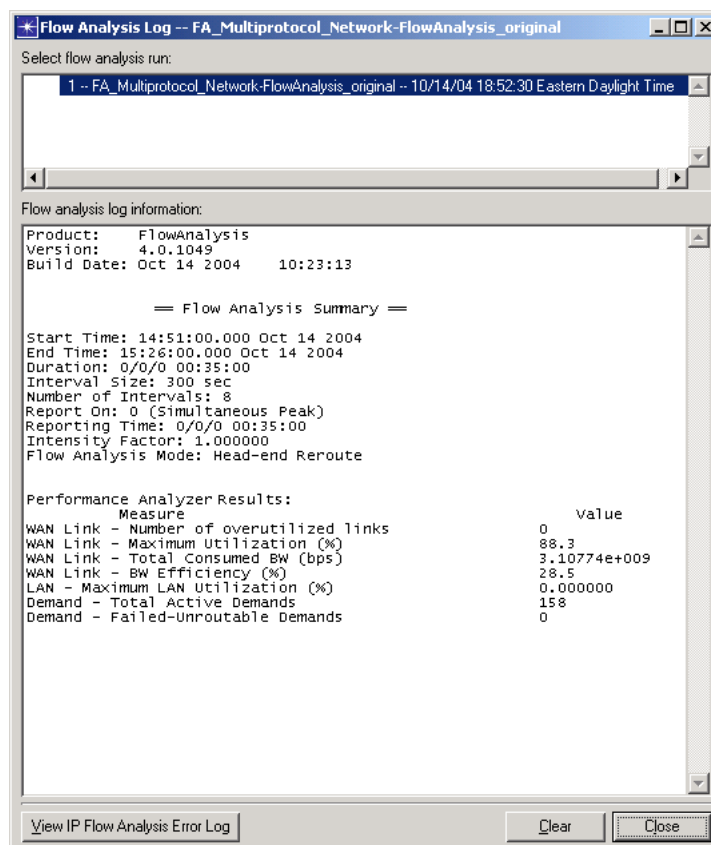 Flow Analysis Log -- FA_Multiprotocol_Network-FlowAnalysis_original
Select flow analysis run:
1 -- FA_Multiprotocol_Network-FlowAnalysis_original -- 10/14/04 18:52:30 Eastern Daylight Time
Flow analysis log information:
Product: FlowAnalysis
Version: 4.0.1049
Build Date: Oct 14 2004 10:23:13
== Flow Analysis Summary ==
Start Time: 14:51:00.000 Oct 14 2004
End Time: 15:26:00.000 Oct 14 2004
Duration: 0/0/0 00:35:00
Interval Size: 300 sec
Number of Intervals: 8
Report On: 0 (Simultaneous Peak)
Reporting Time: 0/0/0 00:35:00
Intensity Factor: 1.000000
Flow Analysis Mode: Head-end Reroute
Performance Analyzer Results:
Measure Value
WAN Link - Number of overutilized links 0
WAN Link - Maximum Utilization (%) 88.3
WAN Link - Total Consumed BW (bps) 3.10774e+009
WAN Link - BW Efficiency (%) 28.5
LAN - Maximum LAN Utilization (%) 0.000000
Demand - Total Active Demands 158
Demand - Failed-Unroutable Demands 0
View IP Flow Analysis Error Log Clear Close